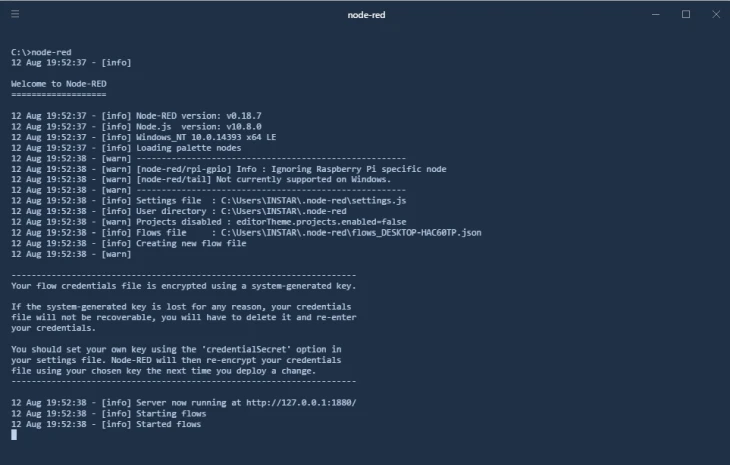 node-red
C:\>node-red
12 Aug 19:52:37 - [info]
Welcome to Node-RED
===================
12 Aug 19:52:37 - [info] Node-RED version: v0.18.7
12 Aug 19:52:37 - [info] Node.js  version: v10.8.0
12 Aug 19:52:37 - [info] Windows_NT 10.0.14393 x64 LE
12 Aug 19:52:37 - [info] Loading palette nodes
12 Aug 19:52:38 - [warn] ------------------------------------------------------
12 Aug 19:52:38 - [warn] [node-red/rpi-gpio] Info : Ignoring Raspberry Pi specific node
12 Aug 19:52:38 - [warn] [node-red/tail] Not currently supported on Windows.
12 Aug 19:52:38 - [warn] ------------------------------------------------------
12 Aug 19:52:38 - [info] Settings file  : C:\Users\INSTAR\.node-red\settings.js
12 Aug 19:52:38 - [info] User directory : C:\Users\INSTAR\.node-red
12 Aug 19:52:38 - [warn] Projects disabled : editorTheme.projects.enabled=false
12 Aug 19:52:38 - [info] Flows file     : C:\Users\INSTAR\.node-red\flows_DESKTOP-HAC60TP.json
12 Aug 19:52:38 - [info] Creating new flow file
12 Aug 19:52:38 - [warn]
---------------------------------------------------------------------
Your flow credentials file is encrypted using a system-generated key.
If the system-generated key is lost for any reason, your credentials
file will not be recoverable, you will have to delete it and re-enter
your credentials.
You should set your own key using the 'credentialSecret' option in
your settings file. Node-RED will then re-encrypt your credentials
file using your chosen key the next time you deploy a change.
---------------------------------------------------------------------
12 Aug 19:52:38 - [info] Server now running at http://127.0.0.1:1880/
12 Aug 19:52:38 - [info] Starting flows
12 Aug 19:52:38 - [info] Started flows